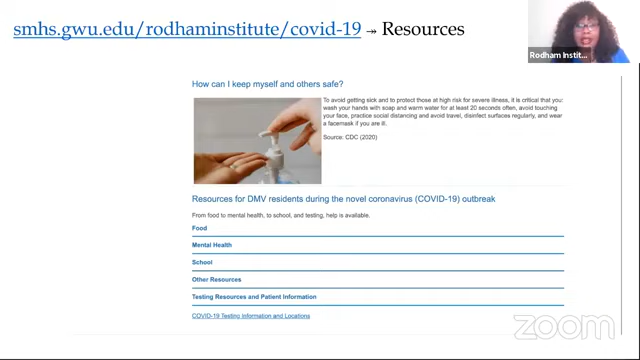 smhs.gwu.edu/rodhaminstitute/covid-19 ↠ Resources
Rodham Instit...
How can I keep myself and others safe?
To avoid getting sick and to protect those at high risk for severe illness, it is critical that you:
wash your hands with soap and warm water for at least 20 seconds often, avoid touching
your face, practice social distancing and avoid travel, disinfect surfaces regularly, and wear
a facemask if you are ill.
Source: CDC (2020)
Resources for DMV residents during the novel coronavirus (COVID-19) outbreak
From food to mental health, to school, and testing, help is available.
Food
Mental Health
School
Other Resources
Testing Resources and Patient Information
COVID-19 Testing Information and Locations
zoom